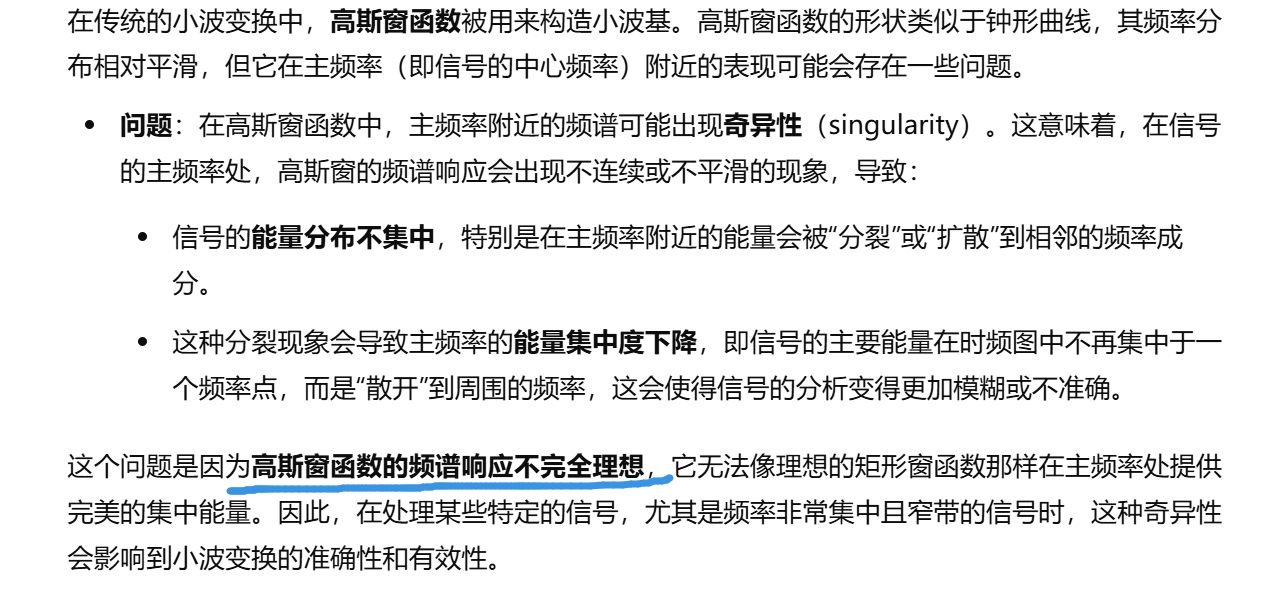 在传统的小波变换中，高斯窗函数被用来构造小波基。高斯窗函数的形状类似于钟形曲线，其频率分
布相对平滑，但它在主频率（即信号的中心频率）附近的表现可能会存在一些问题。
• 问题：在高斯窗函数中，主频率附近的频谱可能出现奇异性（singularity）。这意味着，在信号
的主频率处，高斯窗的频谱响应会出现不连续或不平滑的现象，导致：
• 信号的能量分布不集中，特别是在主频率附近的能量会被“分裂”或“扩散”到相邻的频率成
分。
• 这种分裂现象会导致主频率的能量集中度下降，即信号的主要能量在时频图中不再集中于一
个频率点，而是“散开”到周围的频率，这会使得信号的分析变得更加模糊或不准确。
这个问题是因为高斯窗函数的频谱响应不完全理想，它无法像理想的矩形窗函数那样在主频率处提供
完美的集中能量。因此，在处理某些特定的信号，尤其是频率非常集中且窄带的信号时，这种奇异性
会影响到小波变换的准确性和有效性。